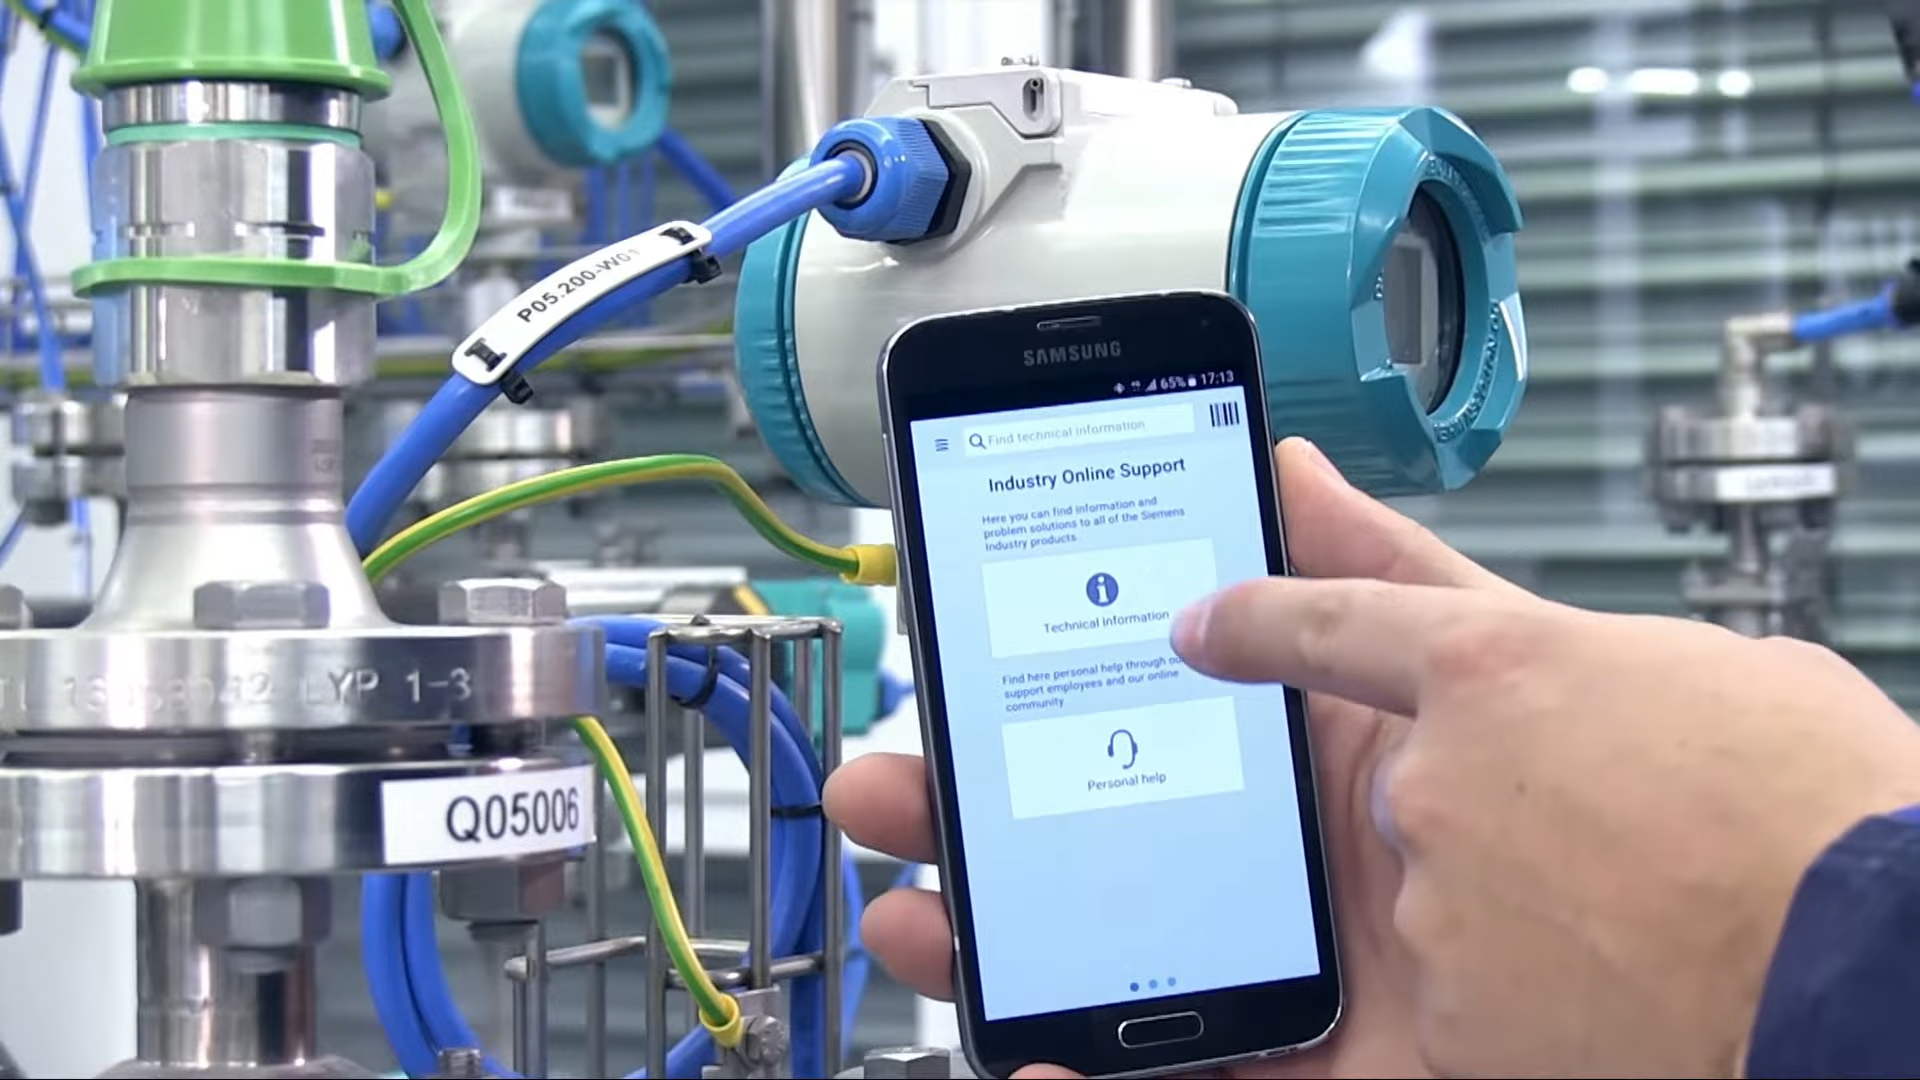 P05.200-W01
SAMSUNG
65% 17:13
Find technical information
Industry Online Support
Here you can find information and
problem solutions to all of the Siemens
Industry products
Technical information
Find here personal help through
support employees and our online
community
Personal help
LYP 1-3
Q05006